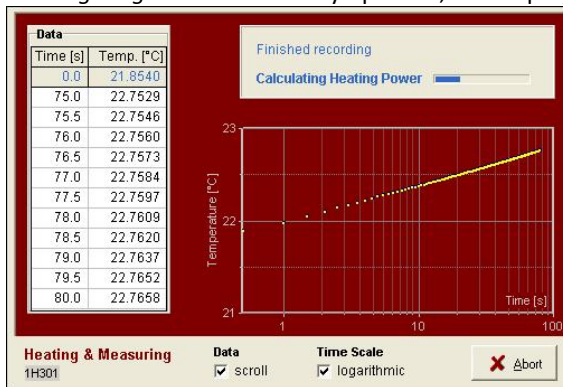 Data
Time [s] Temp. [°C]
0.0 21.8540
75.0 22.7529
75.5 22.7546
76.0 22.7560
76.5 22.7573
77.0 22.7584
77.5 22.7597
78.0 22.7609
78.5 22.7620
79.0 22.7637
79.5 22.7652
80.0 22.7658
Finished recording
Calculating Heating Power
23
22
21
Temperature [°C]
Time [s]
1 10 100
Heating & Measuring
1H301
Data
scroll
Time Scale
logarithmic
Abort